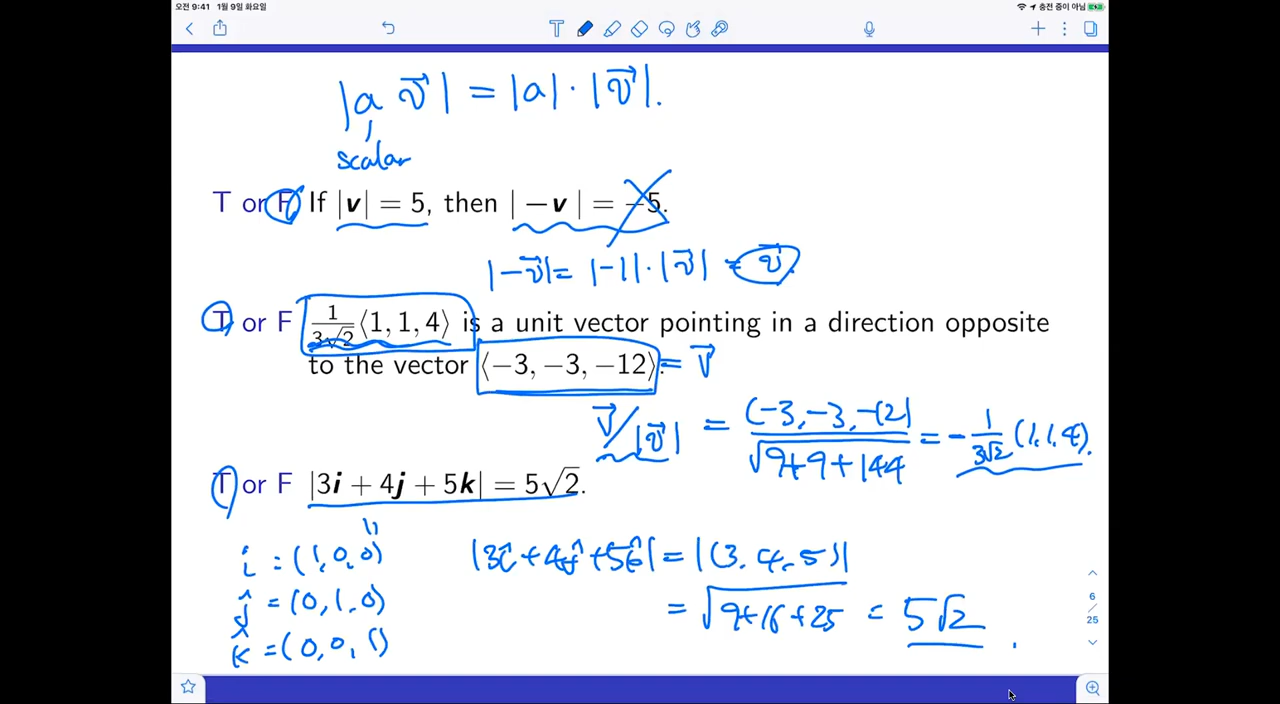 오전 9:41 1월 9일 화요일 충전 중이 아님
|a v⃗| = |a| · |v⃗|.
scalar
T or F If |v| = 5, then | − v | = −5.
|−v⃗| = |−1| · |v⃗| = v⃗.
T or F 1/(3√2) ⟨1, 1, 4⟩ is a unit vector pointing in a direction opposite
to the vector ⟨−3, −3, −12⟩. = v⃗
v⃗/|v⃗| = (−3, −3, −12)/√(9+9+144) = − 1/(3√2) (1, 1, 4).
T or F |3i + 4j + 5k| = 5√2.
î = (1, 0, 0) |3î + 4ĵ + 5k̂| = |(3, 4, 5)|
ĵ = (0, 1, 0) = √(9+16+25) = 5√2.
k̂ = (0, 0, 1)
6
/
25